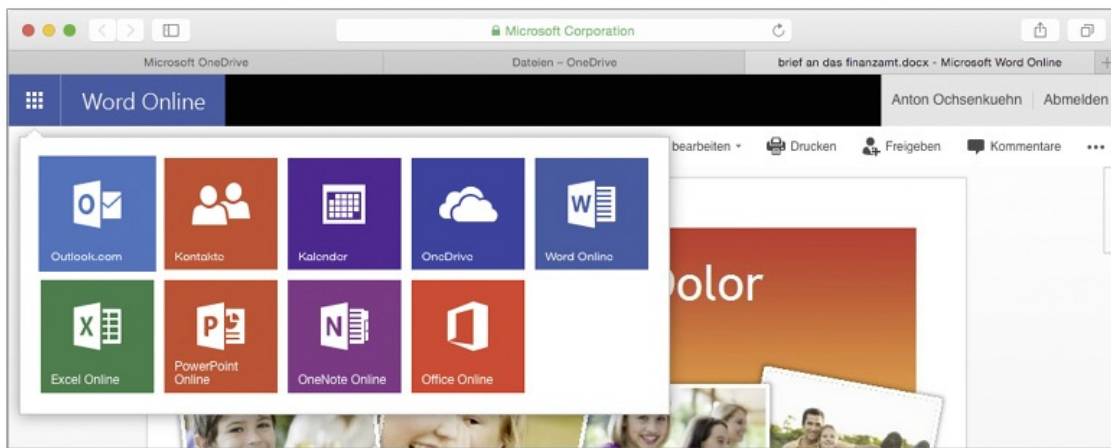 Microsoft Corporation
Microsoft OneDrive
Dateien – OneDrive
brief an das finanzamt.docx - Microsoft Word Online
Word Online
Anton Ochsenkuehn
Abmelden
bearbeiten
Drucken
Freigeben
Kommentare
Outlook.com
Kontakte
Kalender
OneDrive
Word Online
Dolor
Excel Online
PowerPoint
Online
OneNote Online
Office Online